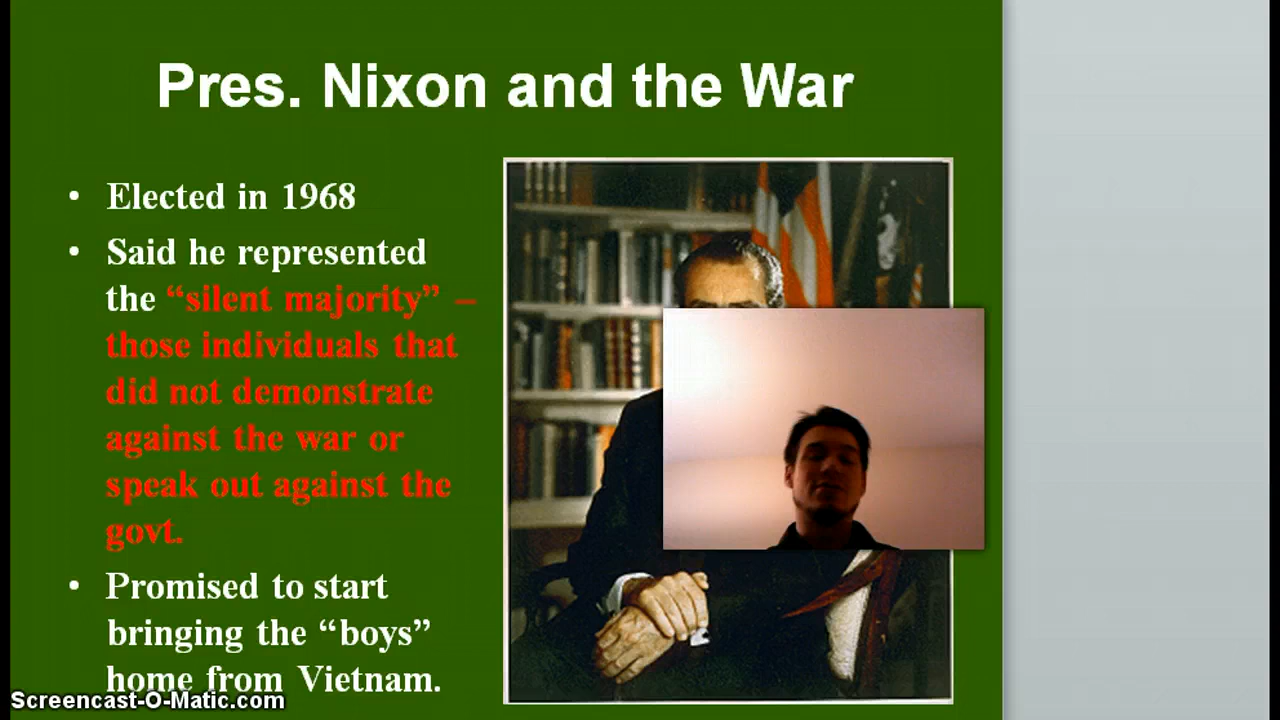 Pres. Nixon and the War
• Elected in 1968
• Said he represented
the “silent majority” –
those individuals that
did not demonstrate
against the war or
speak out against the
govt.
• Promised to start
bringing the “boys”
home from Vietnam.
Screencast-O-Matic.com